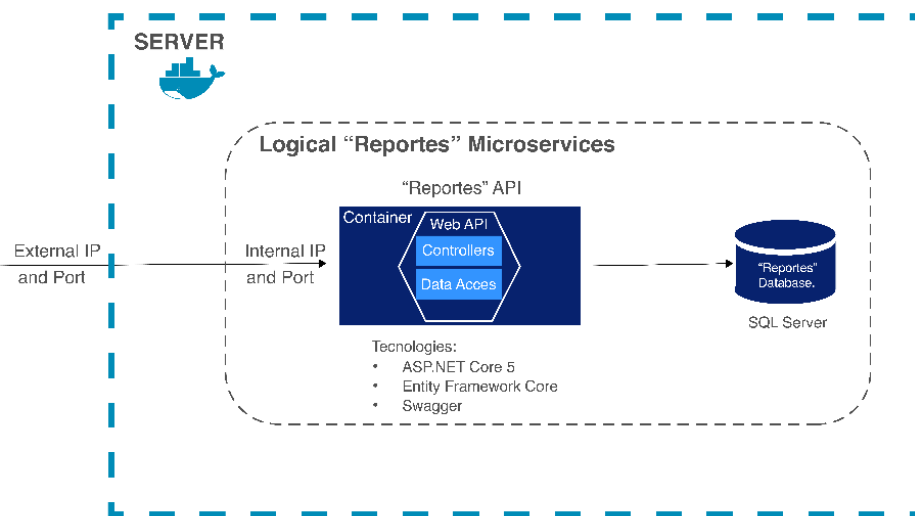 SERVER
Logical “Reportes” Microservices
“Reportes” API
Container
Web API
Controllers
Data Acces
External IP
and Port
Internal IP
and Port
“Reportes”
Database.
SQL Server
Tecnologies:
• ASP.NET Core 5
• Entity Framework Core
• Swagger